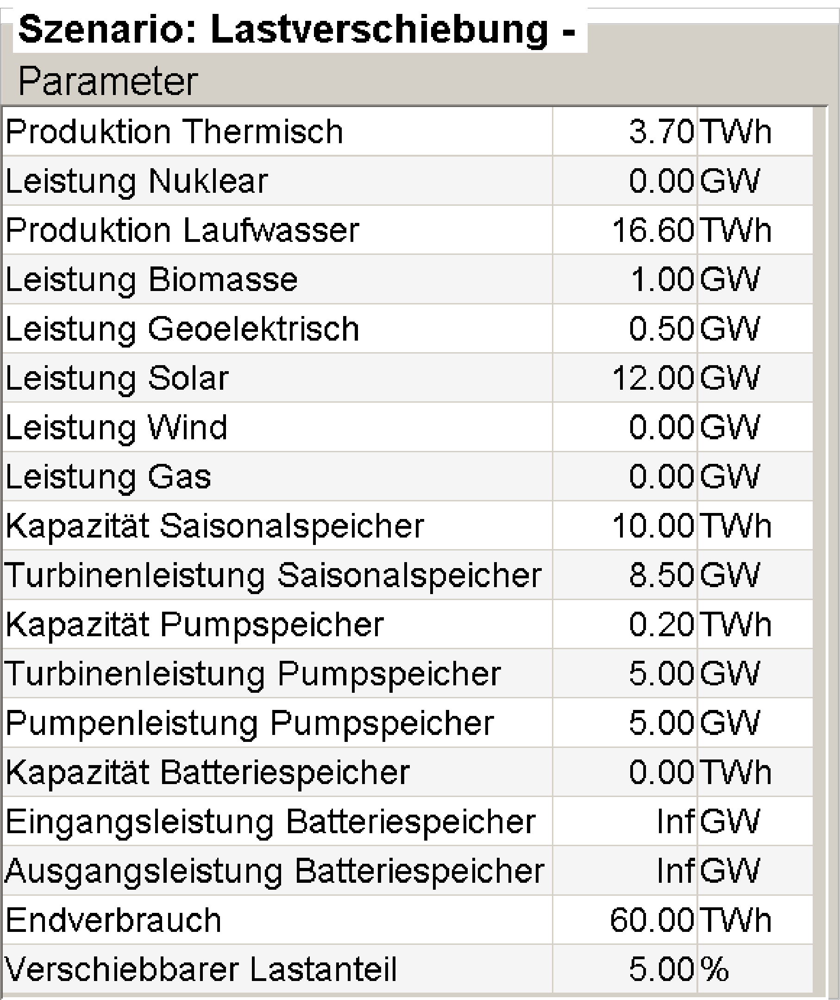 Szenario: Lastverschiebung -
Parameter
Produktion Thermisch 3.70 TWh
Leistung Nuklear 0.00 GW
Produktion Laufwasser 16.60 TWh
Leistung Biomasse 1.00 GW
Leistung Geoelektrisch 0.50 GW
Leistung Solar 12.00 GW
Leistung Wind 0.00 GW
Leistung Gas 0.00 GW
Kapazität Saisonalspeicher 10.00 TWh
Turbinenleistung Saisonalspeicher 8.50 GW
Kapazität Pumpspeicher 0.20 TWh
Turbinenleistung Pumpspeicher 5.00 GW
Pumpenleistung Pumpspeicher 5.00 GW
Kapazität Batteriespeicher 0.00 TWh
Eingangsleistung Batteriespeicher Inf GW
Ausgangsleistung Batteriespeicher Inf GW
Endverbrauch 60.00 TWh
Verschiebbarer Lastanteil 5.00 %